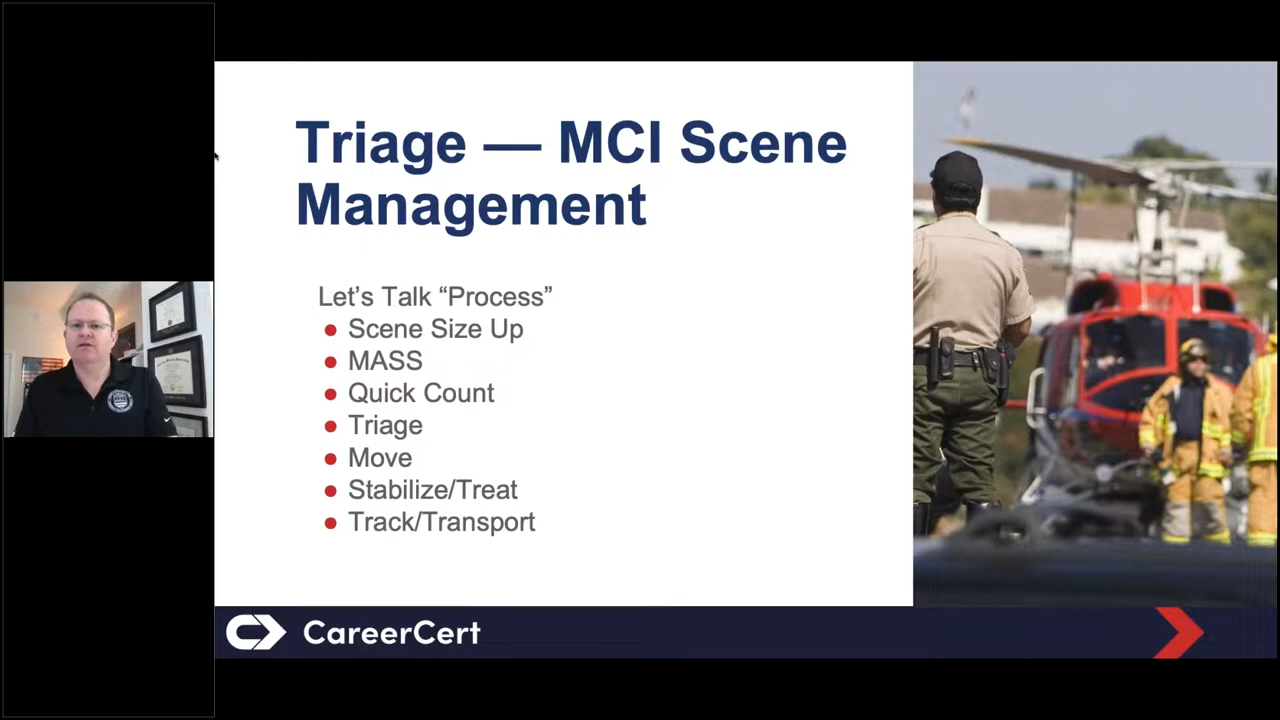 Triage — MCI Scene
Management
Let’s Talk “Process”
Scene Size Up
MASS
Quick Count
Triage
Move
Stabilize/Treat
Track/Transport
CareerCert